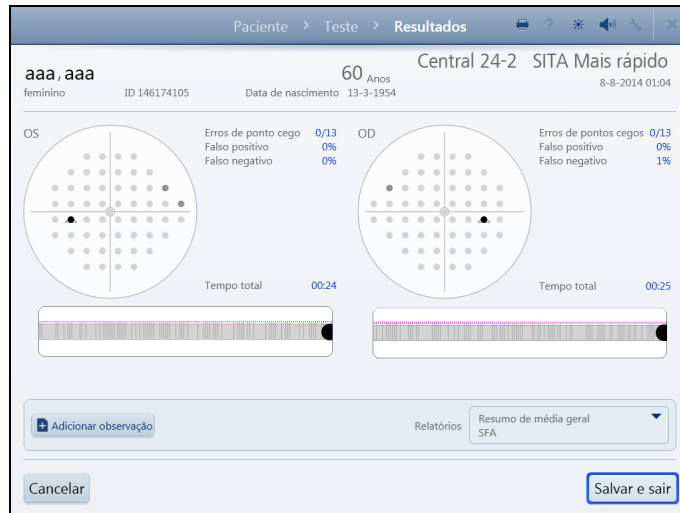 Paciente > Teste > Resultados
?
Central 24-2 SITA Mais rápido
aaa, aaa
60 Anos
8-8-2014 01:04
feminino ID 146174105 Data de nascimento 13-3-1954
OS
Erros de ponto cego 0/13
Falso positivo 0%
Falso negativo 0%
Tempo total 00:24
OD
Erros de pontos cegos 0/13
Falso positivo 0%
Falso negativo 1%
Tempo total 00:25
Adicionar observação
Relatórios
Resumo de média geral
SFA
Cancelar
Salvar e sair